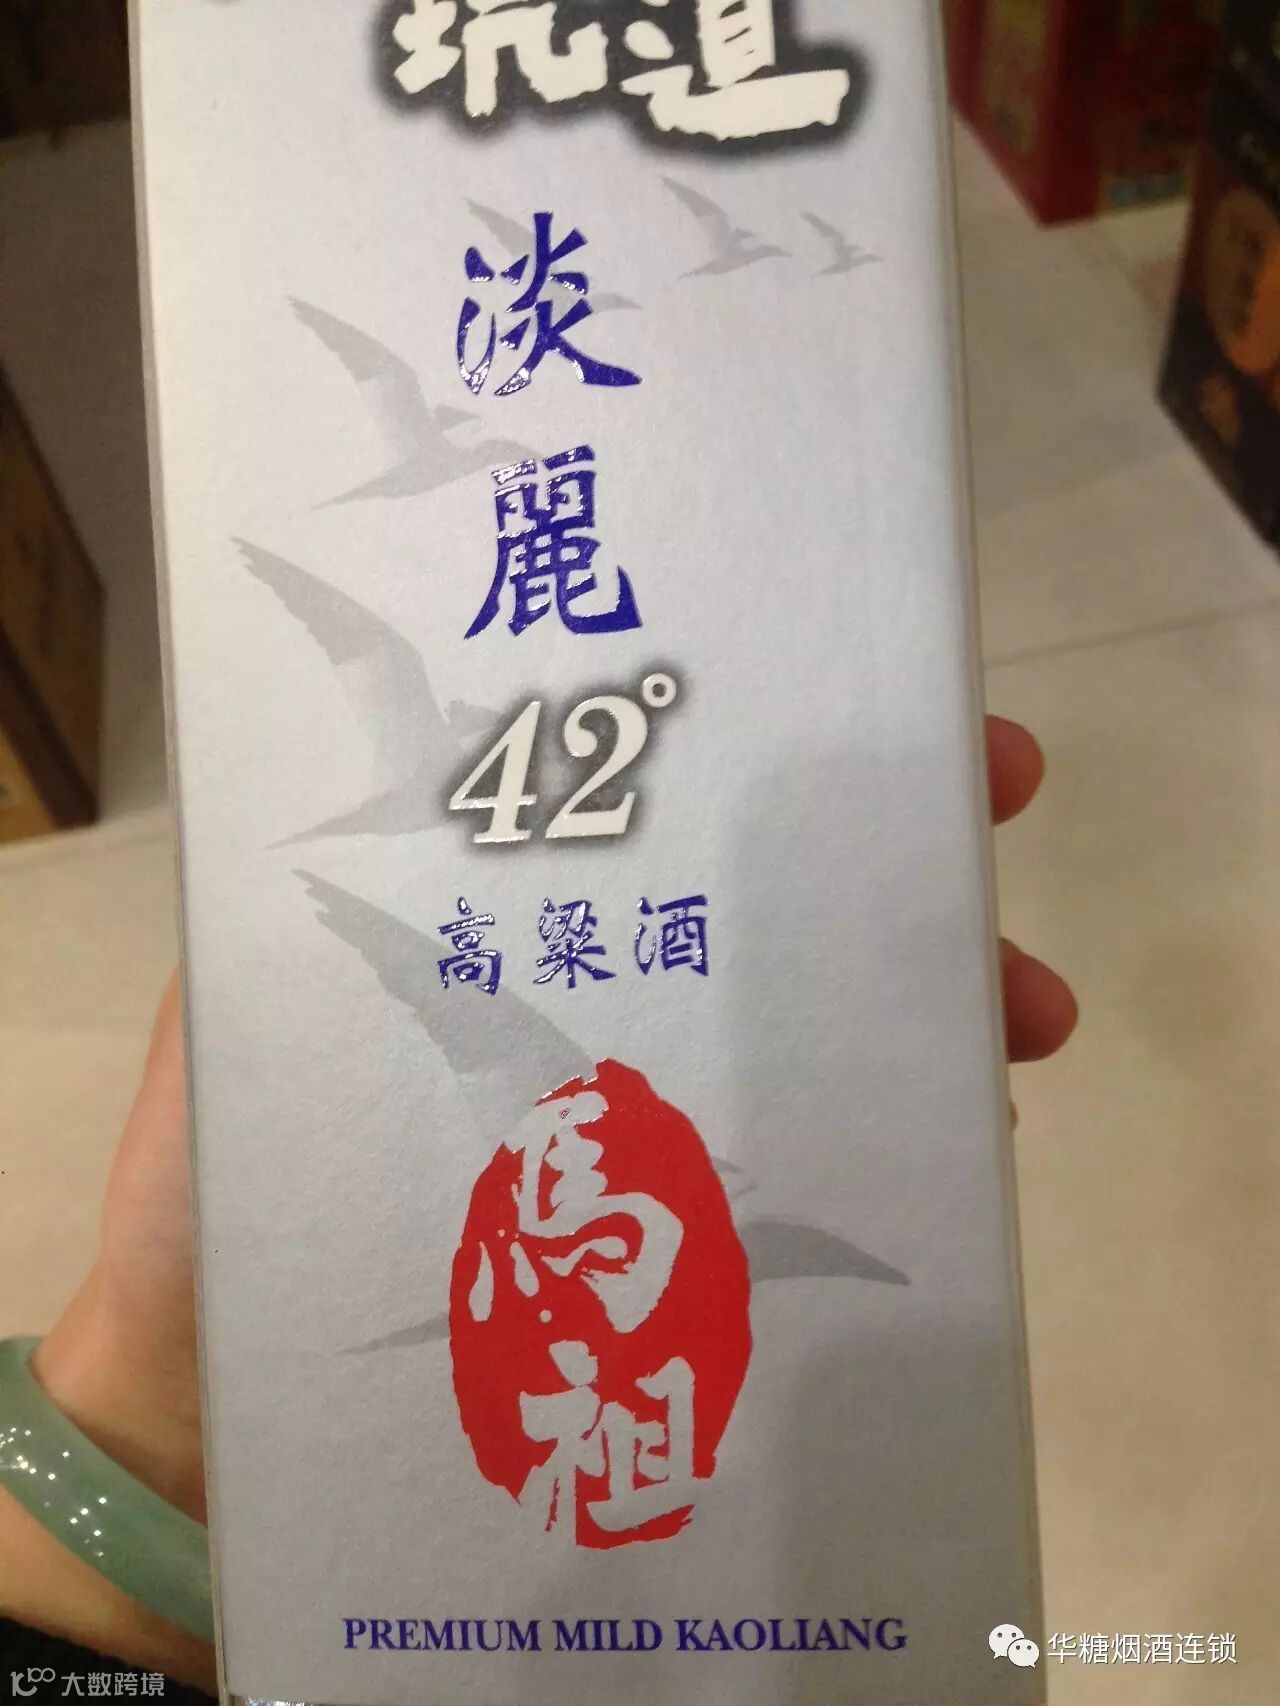 坑道
淡
麗
42°
高粱酒
馬
祖
PREMIUM MILD KAOLIANG
华糖烟酒连锁
大数跨境